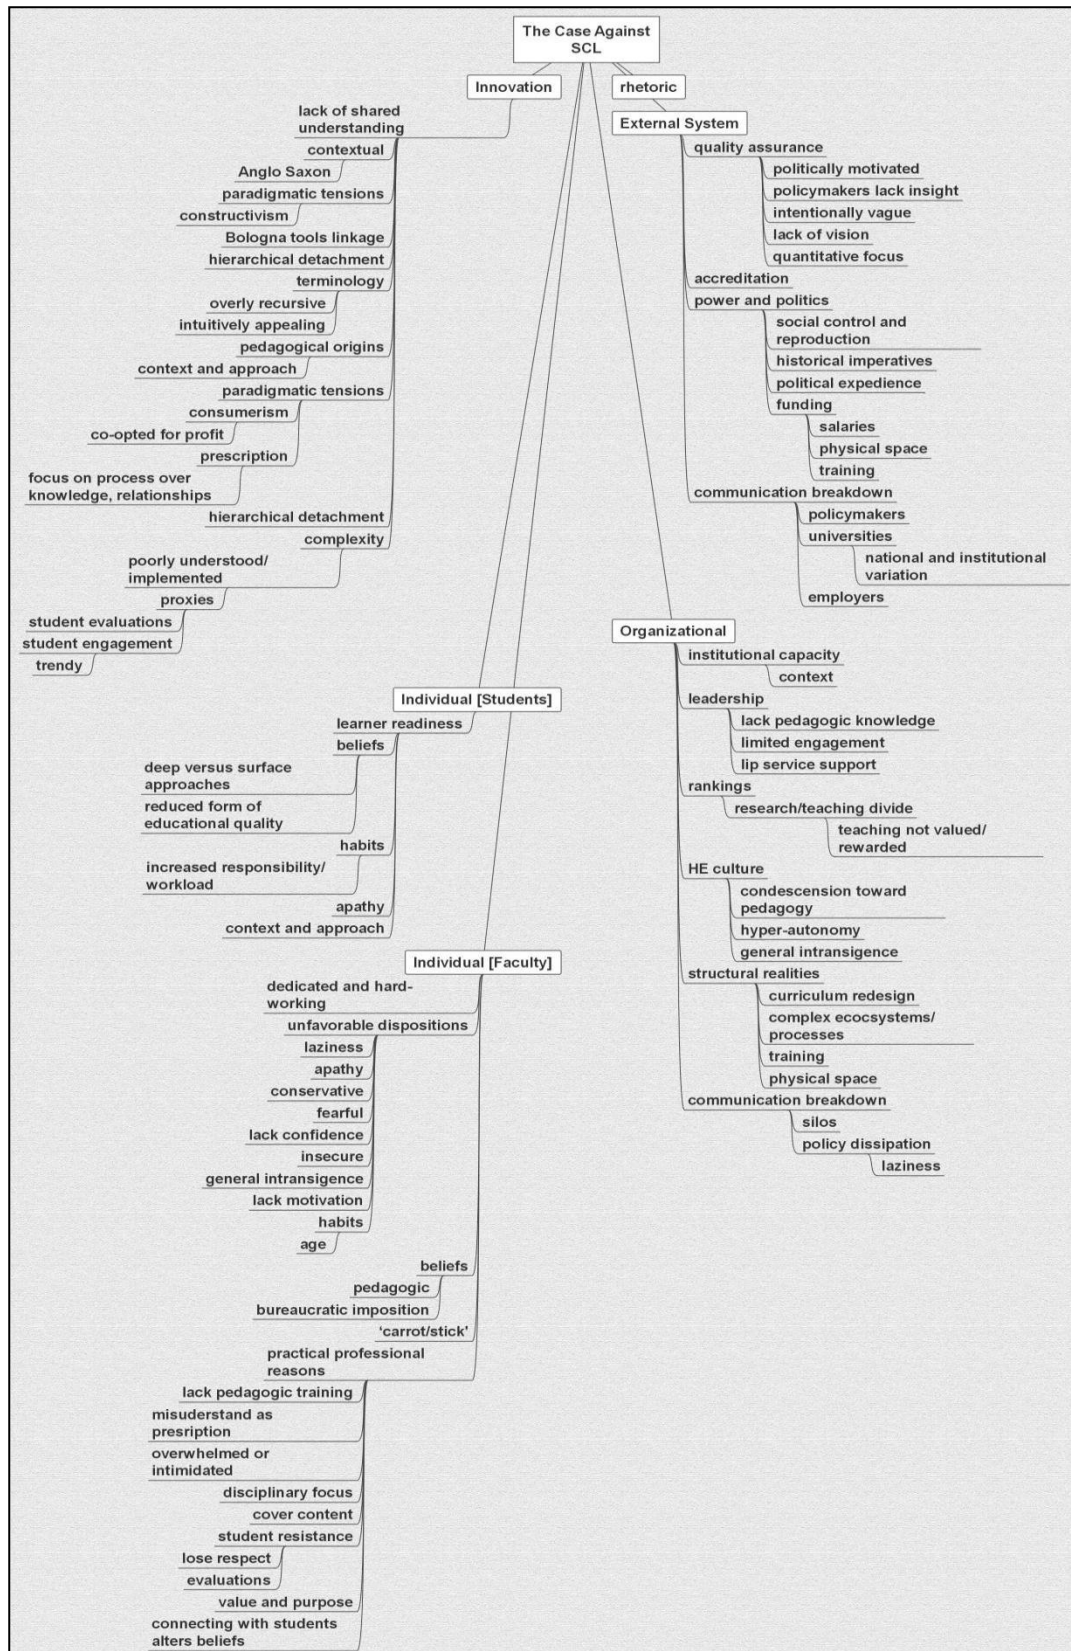 The Case Against
SCL
Innovation
lack of shared
understanding
contextual
Anglo Saxon
paradigmatic tensions
constructivism
Bologna tools linkage
hierarchical detachment
terminology
overly recursive
intuitively appealing
pedagogical origins
context and approach
paradigmatic tensions
consumerism
co-opted for profit
prescription
focus on process over
knowledge, relationships
hierarchical detachment
complexity
poorly understood/
implemented
proxies
student evaluations
student engagement
trendy
Individual [Students]
learner readiness
beliefs
deep versus surface
approaches
reduced form of
educational quality
habits
increased responsibility/
workload
apathy
context and approach
Individual [Faculty]
dedicated and hard-
working
unfavorable dispositions
laziness
apathy
conservative
fearful
lack confidence
insecure
general intransigence
lack motivation
habits
age
beliefs
pedagogic
bureaucratic imposition
‘carrot/stick’
practical professional
reasons
lack pedagogic training
misuderstand as
presription
overwhelmed or
intimidated
disciplinary focus
cover content
student resistance
lose respect
evaluations
value and purpose
connecting with students
alters beliefs
rhetoric
External System
quality assurance
politically motivated
policymakers lack insight
intentionally vague
lack of vision
quantitative focus
accreditation
power and politics
social control and
reproduction
historical imperatives
political expedience
funding
salaries
physical space
training
communication breakdown
policymakers
universities
national and institutional
variation
employers
Organizational
institutional capacity
context
leadership
lack pedagogic knowledge
limited engagement
lip service support
rankings
research/teaching divide
teaching not valued/
rewarded
HE culture
condescension toward
pedagogy
hyper-autonomy
general intransigence
structural realities
curriculum redesign
complex ecocsystems/
processes
training
physical space
communication breakdown
silos
policy dissipation
laziness